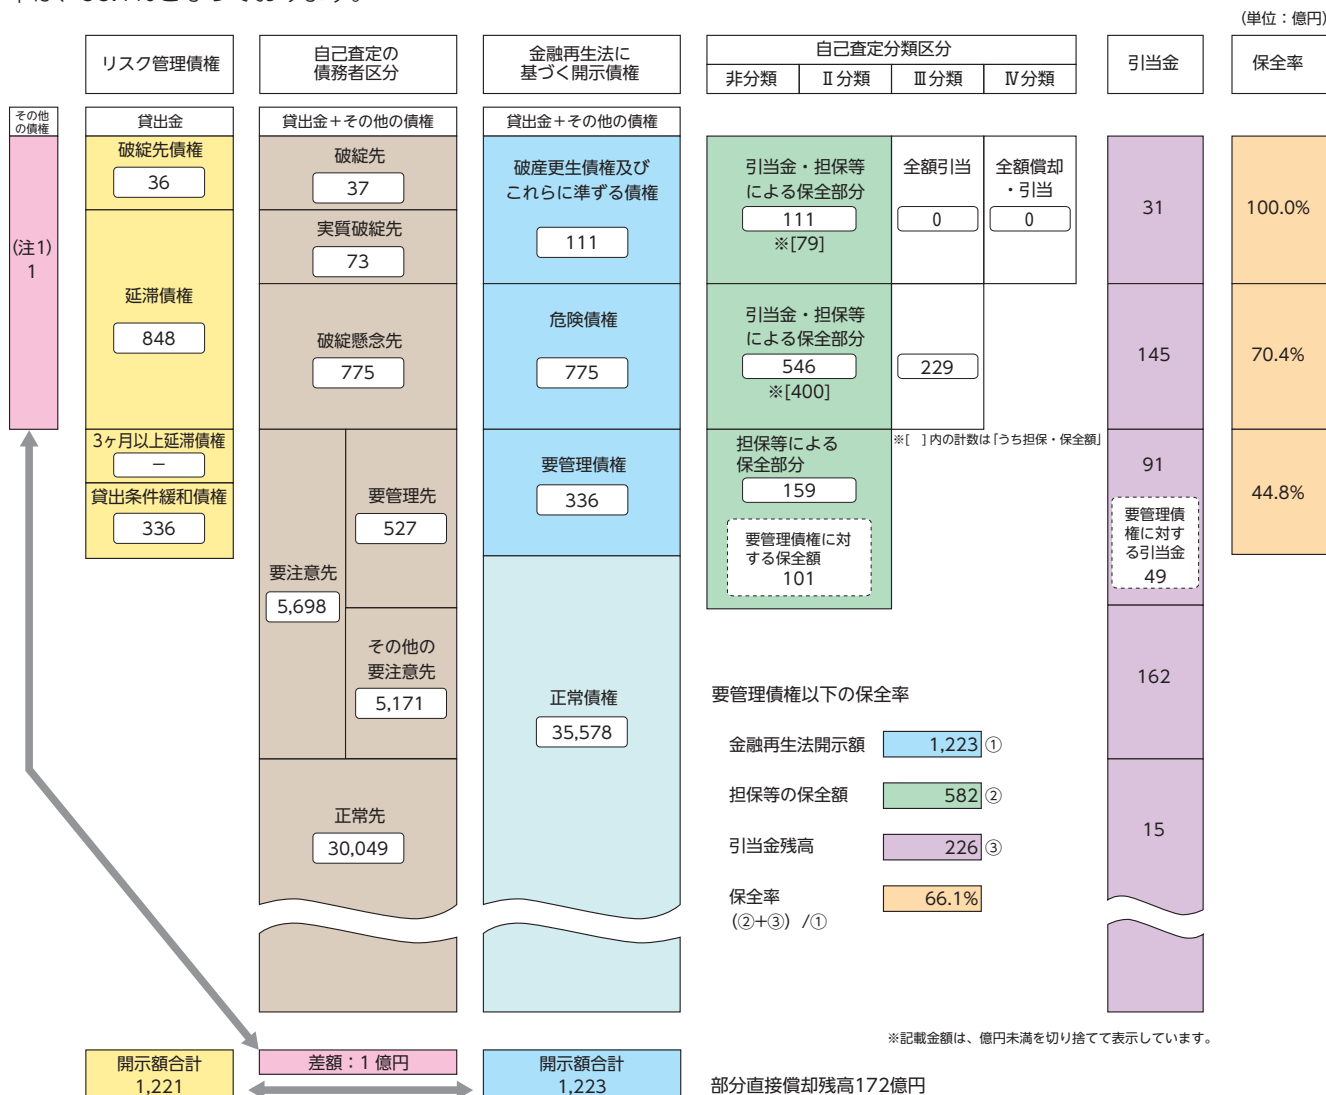 （単位：億円）
リスク管理債権
自己査定の
債務者区分
金融再生法に
基づく開示債権
自己査定分類区分
非分類
Ⅱ分類
Ⅲ分類
Ⅳ分類
引当金
保全率
その他
の債権
貸出金
貸出金＋その他の債権
貸出金＋その他の債権
(注1)
1
破綻先債権
36
延滞債権
848
3ヶ月以上延滞債権
－
貸出条件緩和債権
336
破綻先
37
実質破綻先
73
破綻懸念先
775
要注意先
5,698
要管理先
527
その他の
要注意先
5,171
正常先
30,049
破産更生債権及び
これらに準ずる債権
111
危険債権
775
要管理債権
336
正常債権
35,578
引当金・担保等
による保全部分
111
※[79]
全額引当
0
全額償却
・引当
0
引当金・担保等
による保全部分
546
※[400]
229
※[　]内の計数は「うち担保・保全額」
担保等による
保全部分
159
要管理債権に対
する保全額
101
31
145
91
要管理債
権に対す
る引当金
49
162
15
100.0%
70.4%
44.8%
要管理債権以下の保全率
金融再生法開示額 1,223 ①
担保等の保全額 582 ②
引当金残高 226 ③
保全率 66.1%
(②＋③) /①
※記載金額は、億円未満を切り捨てて表示しています。
開示額合計
1,221
差額：1 億円
開示額合計
1,223
部分直接償却残高172億円